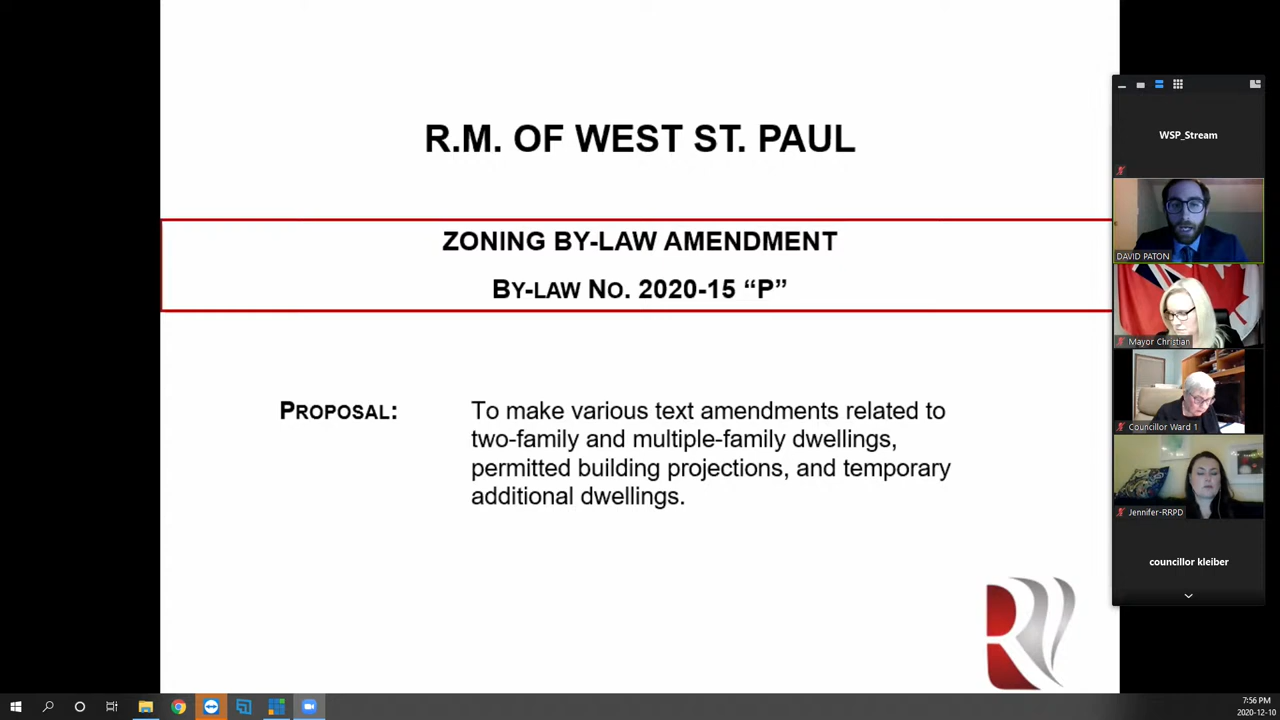 R.M. OF WEST ST. PAUL
ZONING BY-LAW AMENDMENT
BY-LAW NO. 2020-15 “P”
PROPOSAL:
To make various text amendments related to
two-family and multiple-family dwellings,
permitted building projections, and temporary
additional dwellings.
R
WSP_Stream
DAVID PATON
Mayor Christian
Councillor Ward 1
Jennifer-RRPD
councillor kleiber
7:56 PM
2020-12-10